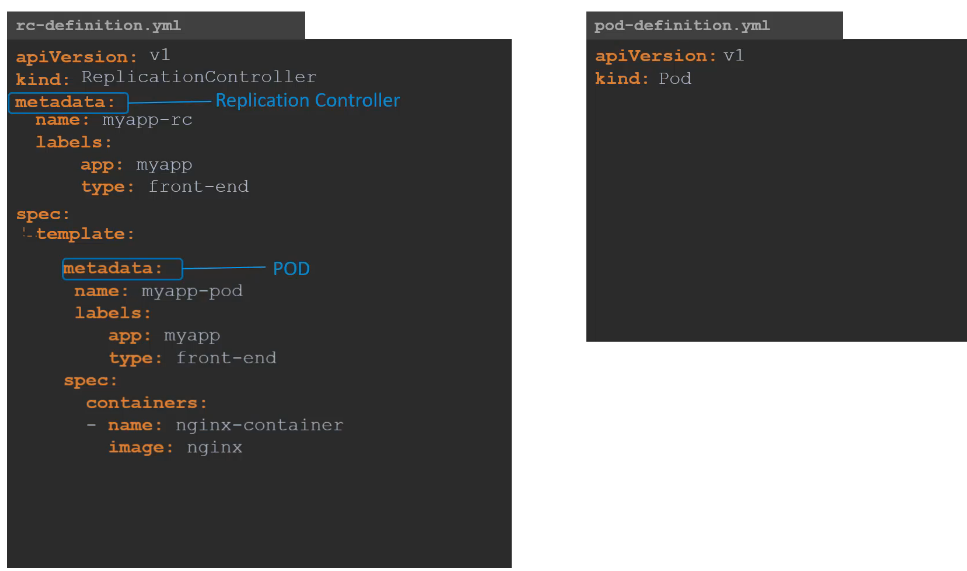 rc-definition.yml
apiVersion: v1
kind: ReplicationController
metadata: Replication Controller
name: myapp-rc
labels:
app: myapp
type: front-end
spec:
template:
metadata: POD
name: myapp-pod
labels:
app: myapp
type: front-end
spec:
containers:
- name: nginx-container
image: nginx
pod-definition.yml
apiVersion: v1
kind: Pod